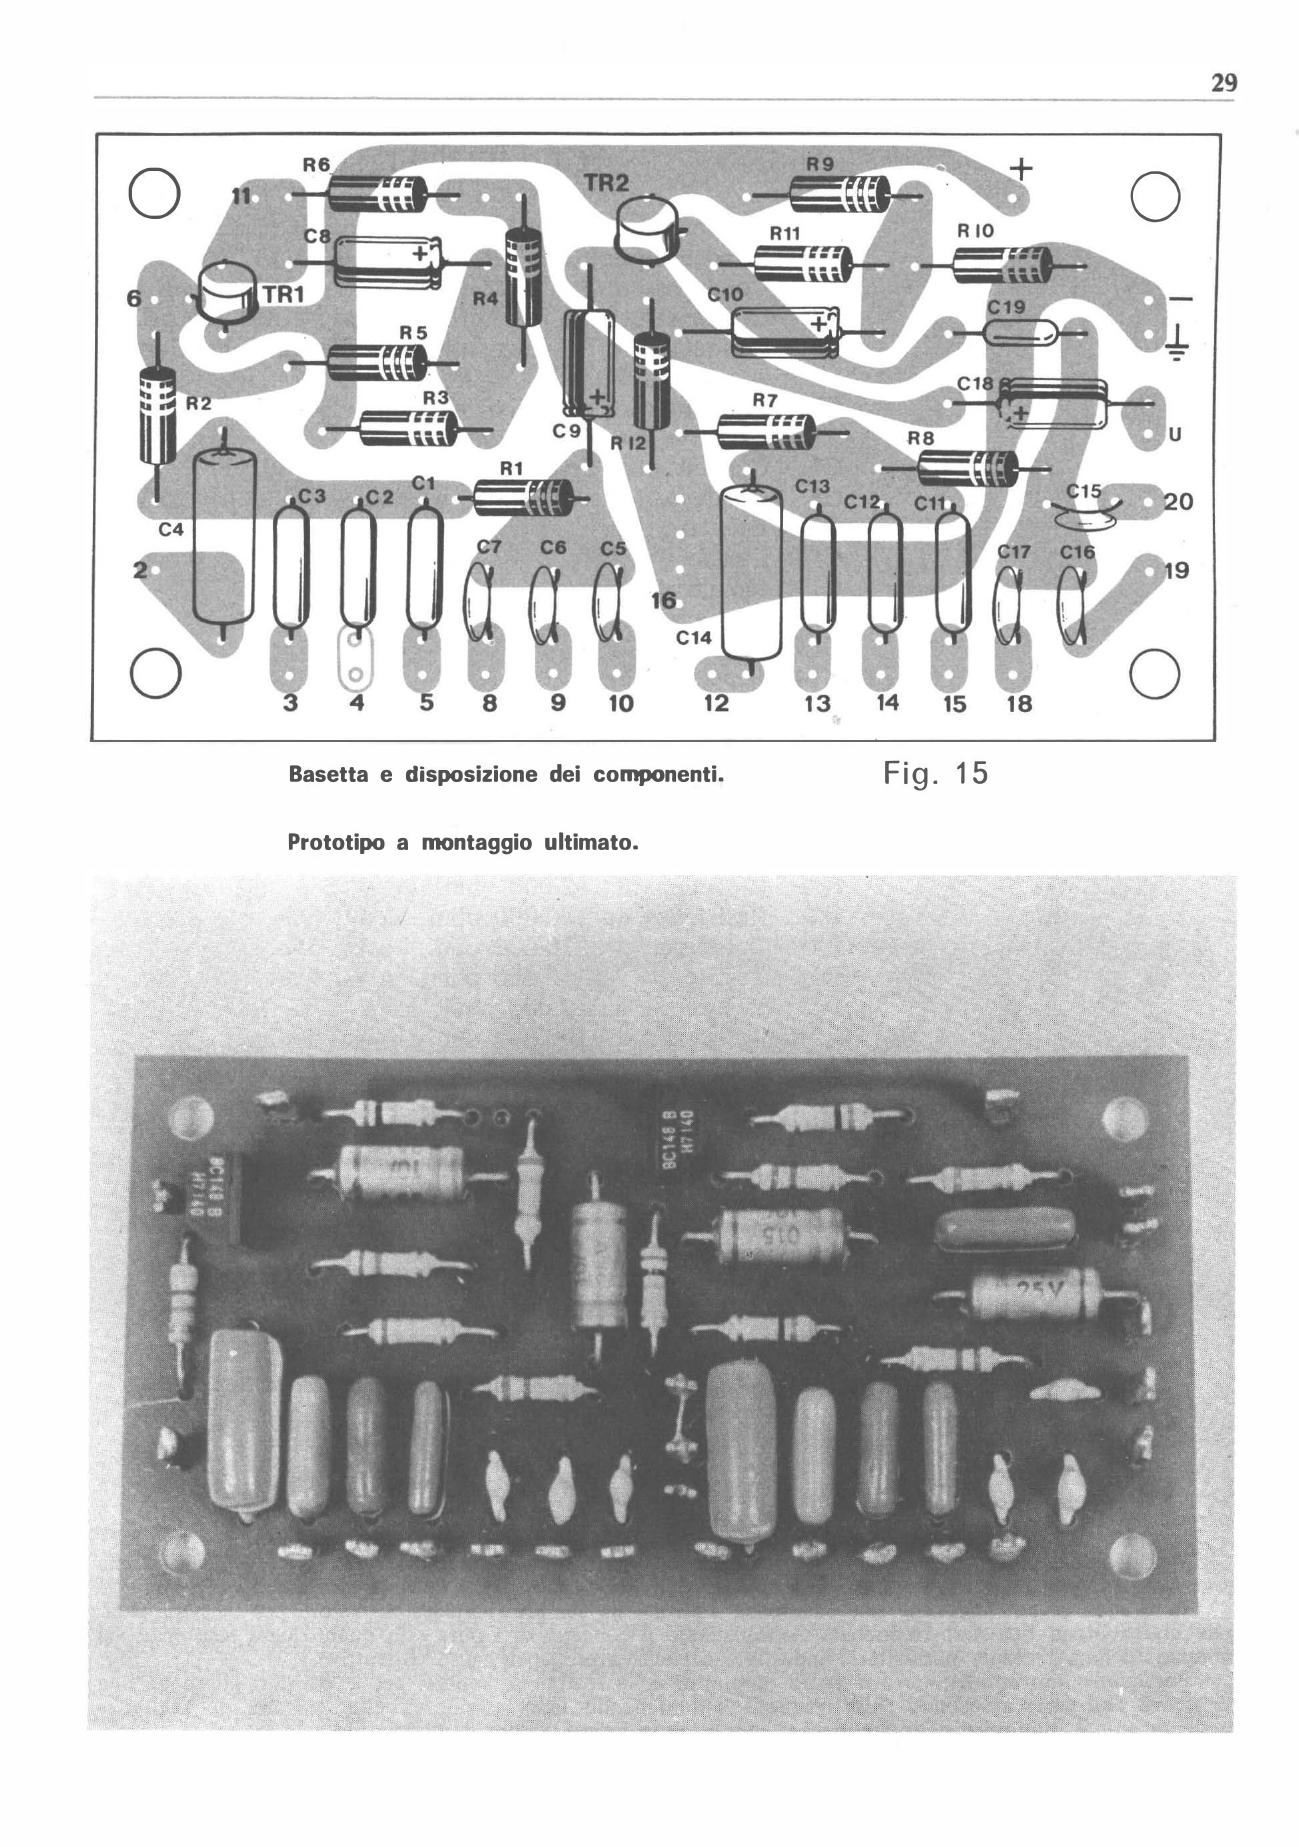 29
R6
R9
+
TR2
11
C8
+
R11
R10
TR1
6
R4
C10
+
C19
R5
⏚
R2
R3
C9
+
R12
R7
C18
+
R8
U
R1
C1
C2
C3
C4
C13
C12
C11
C15
20
C7
C6
C5
C17
C16
2
19
16
C14
3
4
5
8
9
10
12
13
14
15
18
Basetta e disposizione dei componenti.
Fig. 15
Prototipo a montaggio ultimato.
BC148 B
H7140
BC148 B
H7140
015
25V